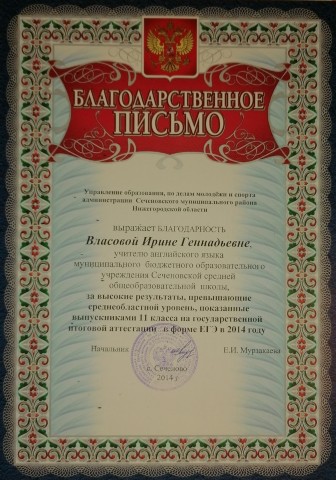 БЛАГОДАРСТВЕННОЕ
ПИСЬМО
Управление образования, по делам молодёжи и спорта
администрации Сеченовского муниципального района
Нижегородской области
выражает БЛАГОДАРНОСТЬ
Власовой Ирине Геннадьевне,
учителю английского языка
муниципального бюджетного образовательного
учреждения Сеченовской средней
общеобразовательной школы,
за высокие результаты, превышающие
среднеобластной уровень, показанные
выпускниками 11 класса на государственной
итоговой аттестации в форме ЕГЭ в 2014 году
Начальник Е.И. Мурзакаева
с. Сеченово
2014 г